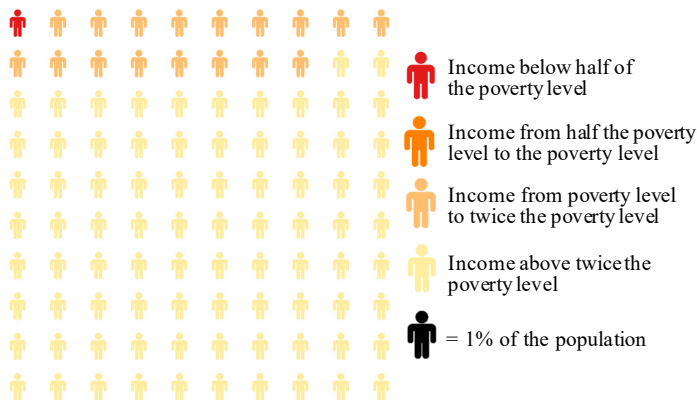 Income below half of
the poverty level
Income from half the poverty
level to the poverty level
Income from poverty level
to twice the poverty level
Income above twice the
poverty level
= 1% of the population